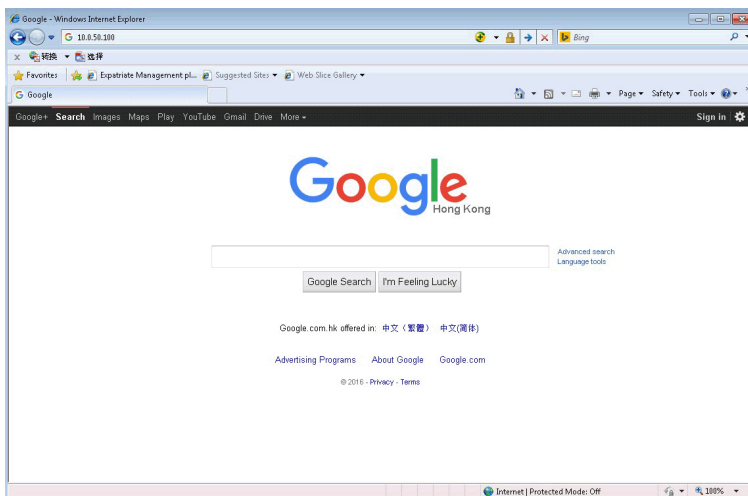 Google - Windows Internet Explorer
10.0.50.100
Bing
x 转换 选择
Favorites Expatriate Management pl... Suggested Sites Web Slice Gallery
Google
Page Safety Tools
Google+ Search Images Maps Play YouTube Gmail Drive More Sign in
Google
Hong Kong
Advanced search
Language tools
Google Search I'm Feeling Lucky
Google.com.hk offered in: 中文（繁體） 中文(简体)
Advertising Programs About Google Google.com
© 2016 - Privacy - Terms
Internet | Protected Mode: Off 100%